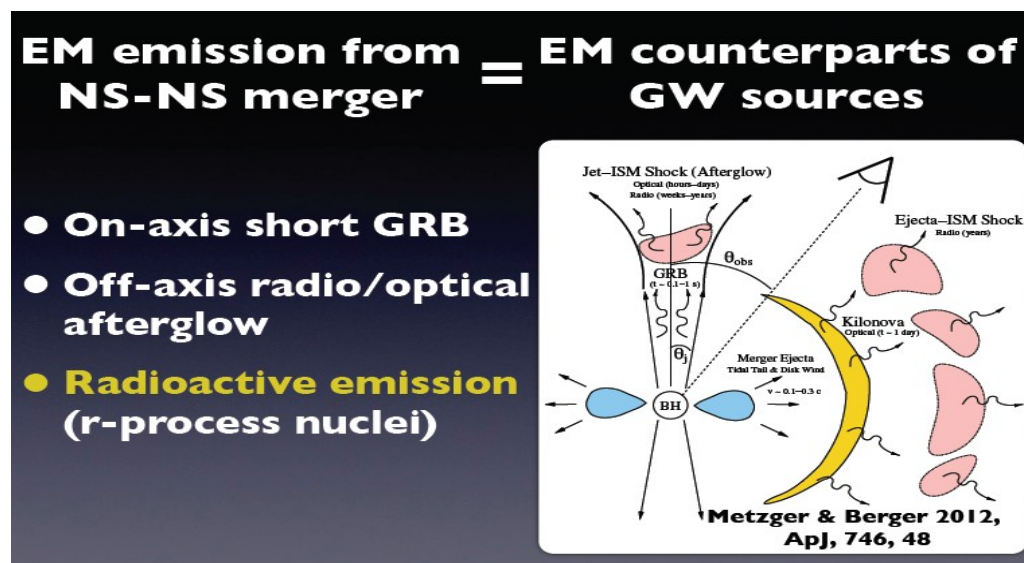 EM emission from
NS-NS merger
=
EM counterparts of
GW sources
• On-axis short GRB
• Off-axis radio/optical
afterglow
• Radioactive emission
(r-process nuclei)
Jet–ISM Shock (Afterglow)
Optical (hours–days)
Radio (weeks–years)
Ejecta–ISM Shock
Radio (years)
GRB
(t ~ 0.1–1 s)
θobs
Kilonova
Optical (t ~ 1 day)
θj
Merger Ejecta
Tidal Tail & Disk Wind
v ~ 0.1–0.3 c
BH
Metzger & Berger 2012,
ApJ, 746, 48